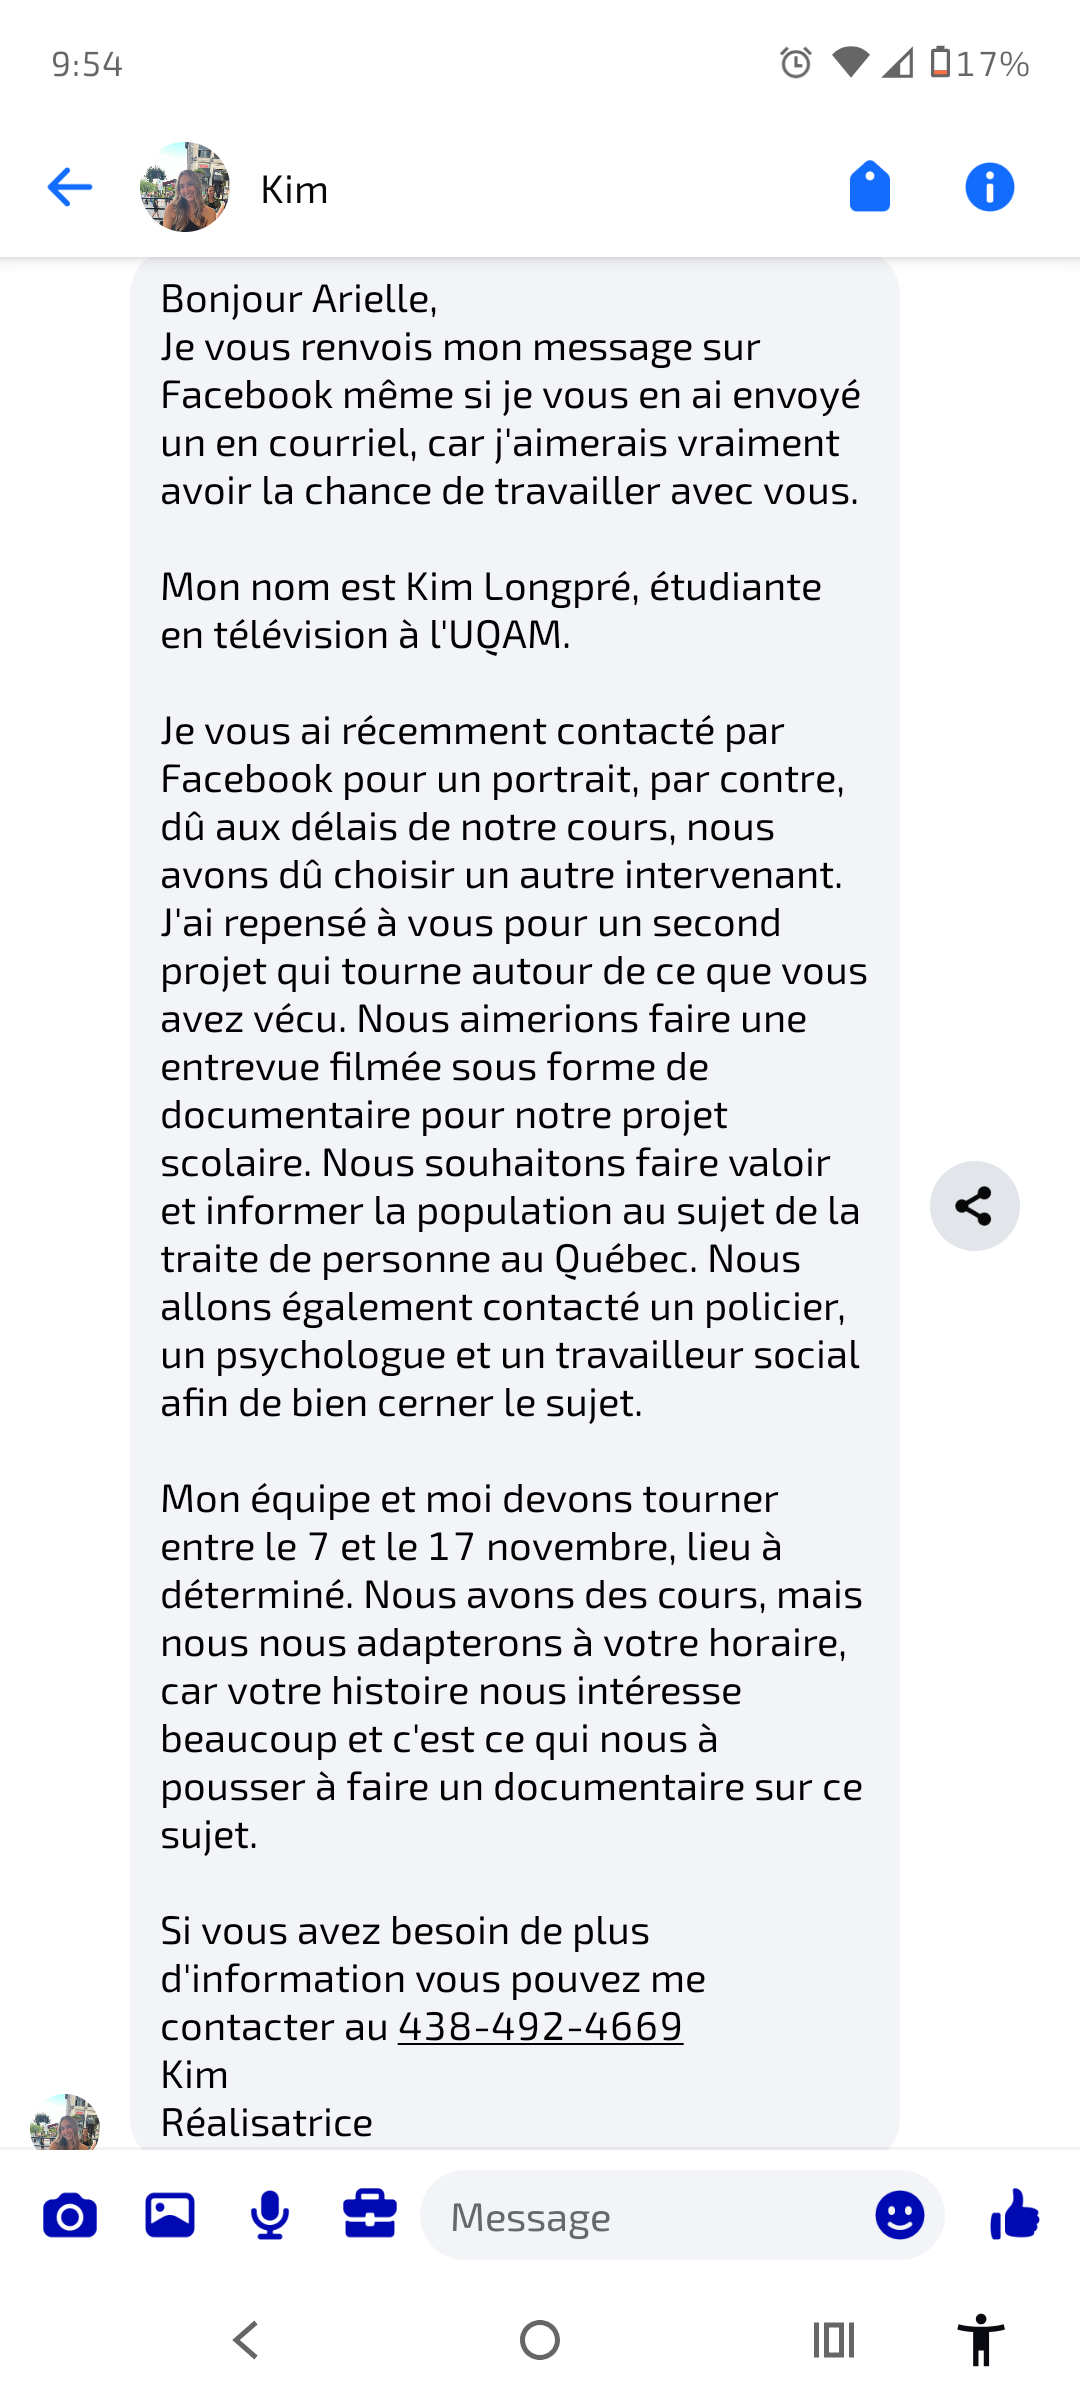 9:54
17%
Kim
Bonjour Arielle,
Je vous renvois mon message sur
Facebook même si je vous en ai envoyé
un en courriel, car j'aimerais vraiment
avoir la chance de travailler avec vous.
Mon nom est Kim Longpré, étudiante
en télévision à l'UQAM.
Je vous ai récemment contacté par
Facebook pour un portrait, par contre,
dû aux délais de notre cours, nous
avons dû choisir un autre intervenant.
J'ai repensé à vous pour un second
projet qui tourne autour de ce que vous
avez vécu. Nous aimerions faire une
entrevue filmée sous forme de
documentaire pour notre projet
scolaire. Nous souhaitons faire valoir
et informer la population au sujet de la
traite de personne au Québec. Nous
allons également contacté un policier,
un psychologue et un travailleur social
afin de bien cerner le sujet.
Mon équipe et moi devons tourner
entre le 7 et le 17 novembre, lieu à
déterminé. Nous avons des cours, mais
nous nous adapterons à votre horaire,
car votre histoire nous intéresse
beaucoup et c'est ce qui nous à
pousser à faire un documentaire sur ce
sujet.
Si vous avez besoin de plus
d'information vous pouvez me
contacter au 438-492-4669
Kim
Réalisatrice
Message